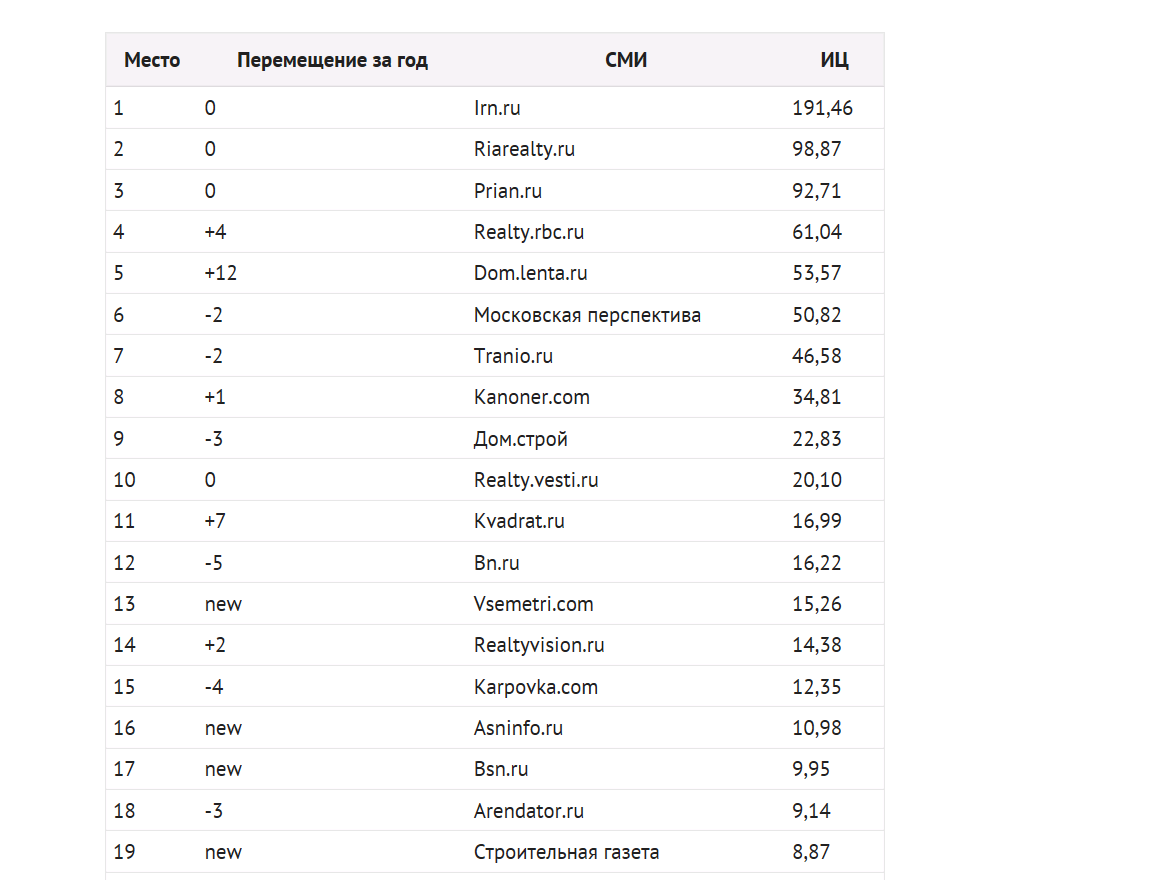 Место Перемещение за год СМИ ИЦ
1 0 Irn.ru 191,46
2 0 Riarealty.ru 98,87
3 0 Prian.ru 92,71
4 +4 Realty.rbc.ru 61,04
5 +12 Dom.lenta.ru 53,57
6 -2 Московская перспектива 50,82
7 -2 Tranio.ru 46,58
8 +1 Kanoner.com 34,81
9 -3 Дом.строй 22,83
10 0 Realty.vesti.ru 20,10
11 +7 Kvadrat.ru 16,99
12 -5 Bn.ru 16,22
13 new Vsemetri.com 15,26
14 +2 Realtyvision.ru 14,38
15 -4 Karpovka.com 12,35
16 new Asninfo.ru 10,98
17 new Bsn.ru 9,95
18 -3 Arendator.ru 9,14
19 new Строительная газета 8,87